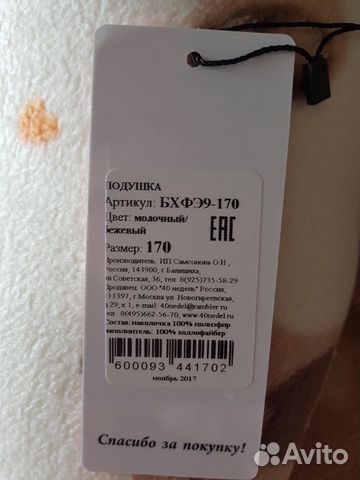 ПОДУШКА
Артикул: БХФЭ9-170
Цвет: молочный/
бежевый
Размер: 170
EAC
Производитель ИП Самсонова О.Н ,
Россия, 143900, г Балашиха,
ул Советская, 36, тел 8(925)735-58-29
Продавец ООО "40 недель" Россия,
111397, г Москва ул Новогиреевская,
д 29, к 1, e mail 40nedel@rambler ru
тел 8(495)662-56-70, www.40nedel ru
Состав: наволочка 100% полиэфир
наполнитель: 100% холлофайбер
600093 441702
ноябрь 2017
Спасибо за покупку!
Avito